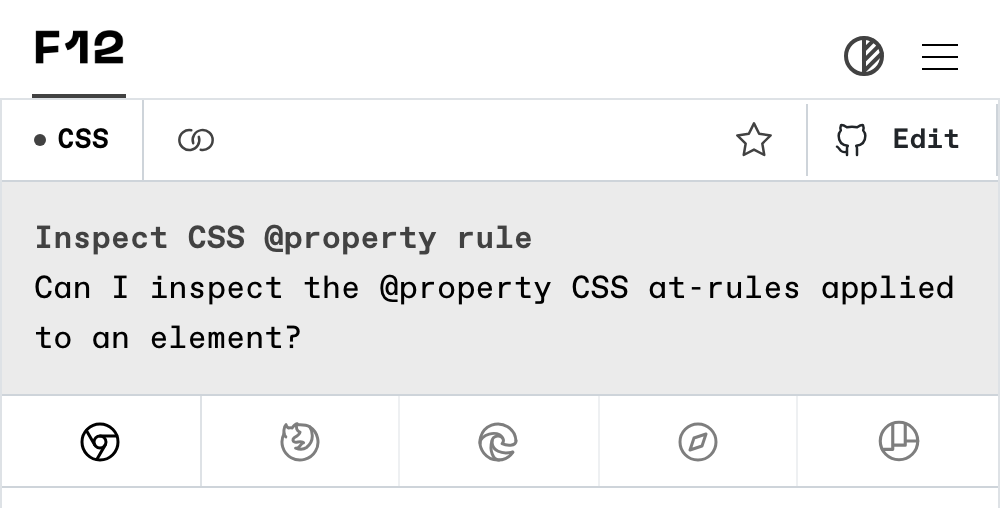 F12
CSS
Edit
Inspect CSS @property rule
Can I inspect the @property CSS at-rules applied
to an element?